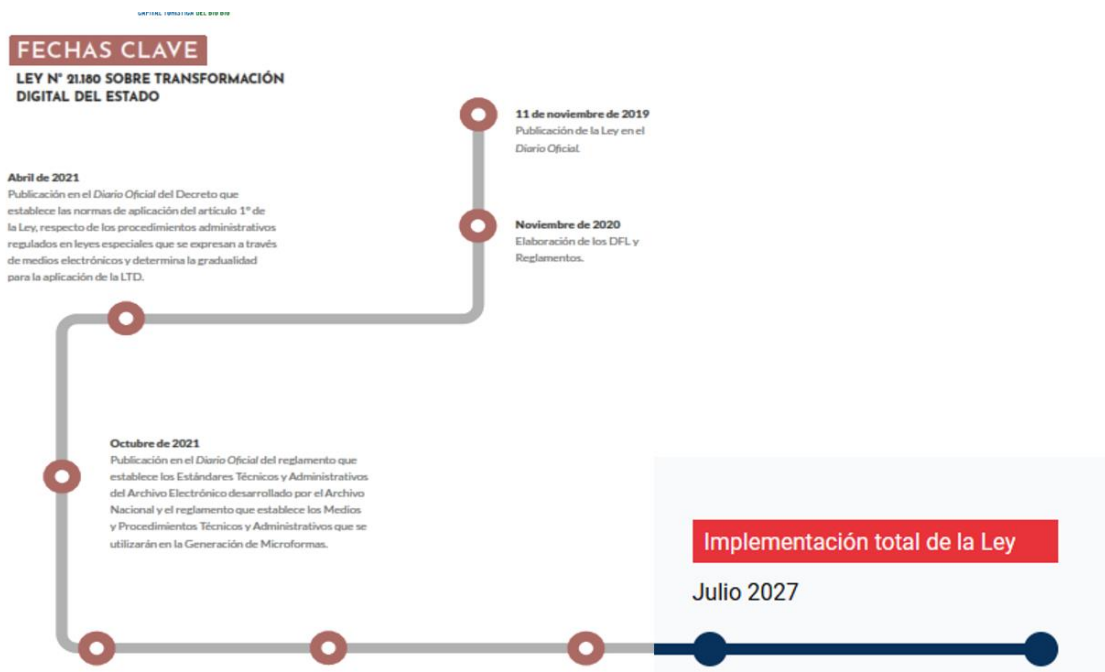 CAPITAL TURÍSTICA DEL BIO BIO
FECHAS CLAVE
LEY N° 21.180 SOBRE TRANSFORMACIÓN
DIGITAL DEL ESTADO
11 de noviembre de 2019
Publicación de la Ley en el
Diario Oficial.
Noviembre de 2020
Elaboración de los DFL y
Reglamentos.
Abril de 2021
Publicación en el Diario Oficial del Decreto que
establece las normas de aplicación del artículo 1° de
la Ley, respecto de los procedimientos administrativos
regulados en leyes especiales que se expresan a través
de medios electrónicos y determina la gradualidad
para la aplicación de la LTD.
Octubre de 2021
Publicación en el Diario Oficial del reglamento que
establece los Estándares Técnicos y Administrativos
del Archivo Electrónico desarrollado por el Archivo
Nacional y el reglamento que establece los Medios
y Procedimientos Técnicos y Administrativos que se
utilizarán en la Generación de Microformas.
Implementación total de la Ley
Julio 2027